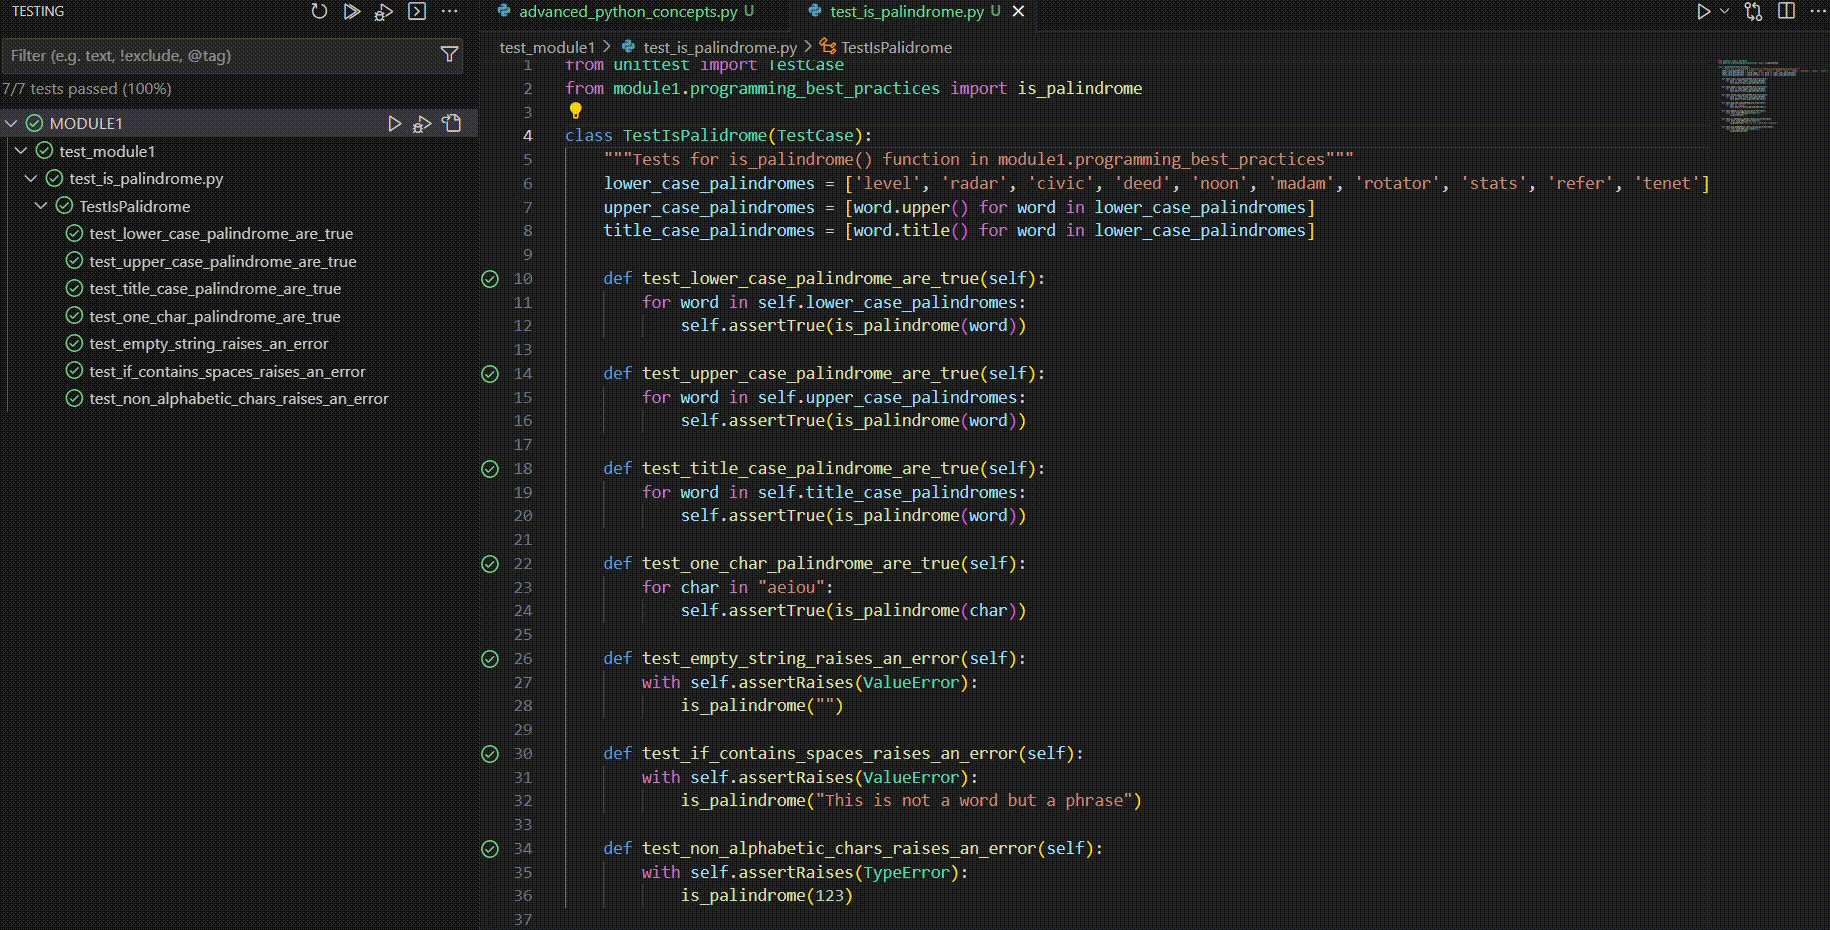 TESTING
Filter (e.g. text, !exclude, @tag)
7/7 tests passed (100%)
MODULE1
test_module1
test_is_palindrome.py
TestIsPalidrome
test_lower_case_palindrome_are_true
test_upper_case_palindrome_are_true
test_title_case_palindrome_are_true
test_one_char_palindrome_are_true
test_empty_string_raises_an_error
test_if_contains_spaces_raises_an_error
test_non_alphabetic_chars_raises_an_error
advanced_python_concepts.py U
test_is_palindrome.py U
test_module1 > test_is_palindrome.py > TestIsPalidrome
1 from unittest import TestCase
2 from module1.programming_best_practices import is_palindrome
3
4 class TestIsPalidrome(TestCase):
5 """Tests for is_palindrome() function in module1.programming_best_practices"""
6 lower_case_palindromes = ['level', 'radar', 'civic', 'deed', 'noon', 'madam', 'rotator', 'stats', 'refer', 'tenet']
7 upper_case_palindromes = [word.upper() for word in lower_case_palindromes]
8 title_case_palindromes = [word.title() for word in lower_case_palindromes]
9
10 def test_lower_case_palindrome_are_true(self):
11 for word in self.lower_case_palindromes:
12 self.assertTrue(is_palindrome(word))
13
14 def test_upper_case_palindrome_are_true(self):
15 for word in self.upper_case_palindromes:
16 self.assertTrue(is_palindrome(word))
17
18 def test_title_case_palindrome_are_true(self):
19 for word in self.title_case_palindromes:
20 self.assertTrue(is_palindrome(word))
21
22 def test_one_char_palindrome_are_true(self):
23 for char in "aeiou":
24 self.assertTrue(is_palindrome(char))
25
26 def test_empty_string_raises_an_error(self):
27 with self.assertRaises(ValueError):
28 is_palindrome("")
29
30 def test_if_contains_spaces_raises_an_error(self):
31 with self.assertRaises(ValueError):
32 is_palindrome("This is not a word but a phrase")
33
34 def test_non_alphabetic_chars_raises_an_error(self):
35 with self.assertRaises(TypeError):
36 is_palindrome(123)
37